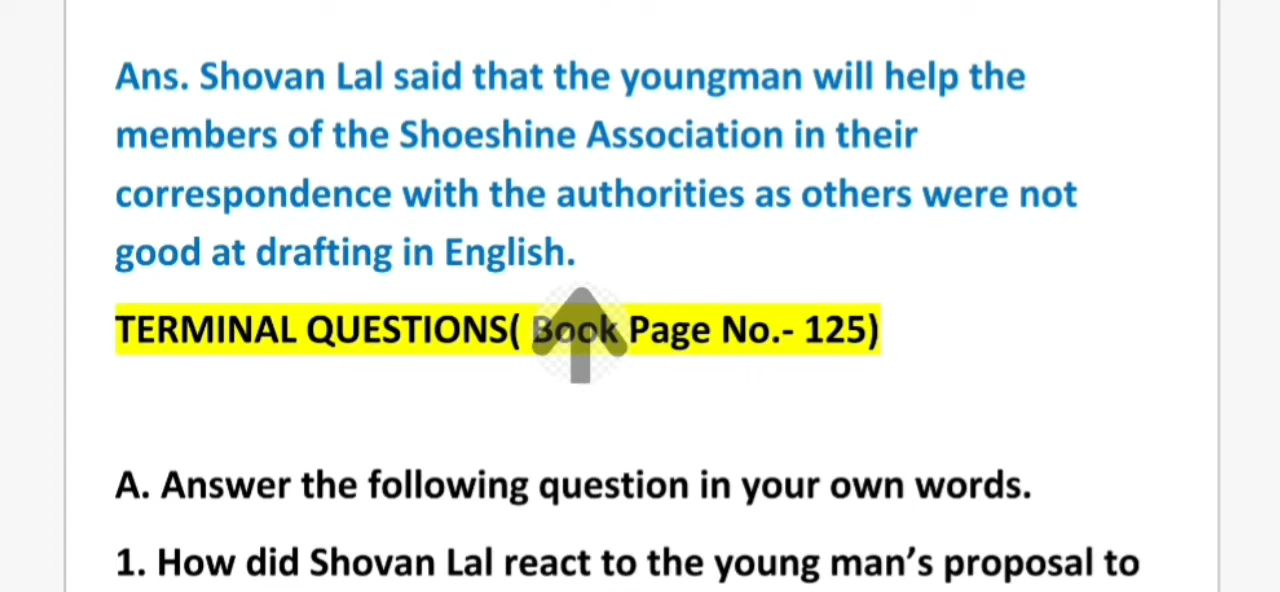 Ans. Shovan Lal said that the youngman will help the
members of the Shoeshine Association in their
correspondence with the authorities as others were not
good at drafting in English.
TERMINAL QUESTIONS( Book Page No.- 125)
A. Answer the following question in your own words.
1. How did Shovan Lal react to the young man’s proposal to